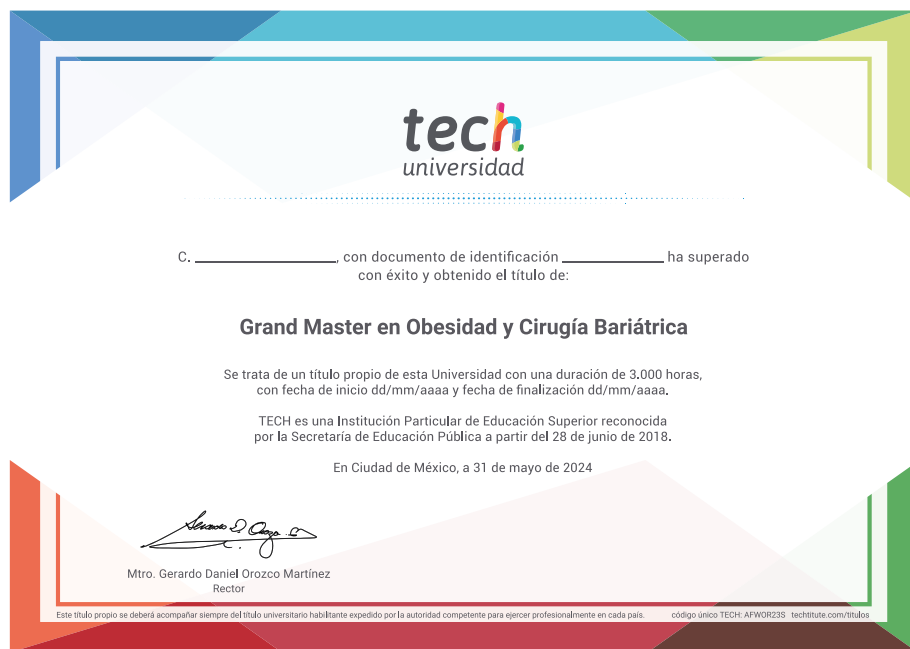 tech
universidad
C. ____________, con documento de identificación ____________ ha superado
con éxito y obtenido el título de:
Grand Master en Obesidad y Cirugía Bariátrica
Se trata de un título propio de esta Universidad con una duración de 3.000 horas,
con fecha de inicio dd/mm/aaaa y fecha de finalización dd/mm/aaaa.
TECH es una Institución Particular de Educación Superior reconocida
por la Secretaría de Educación Pública a partir del 28 de junio de 2018.
En Ciudad de México, a 31 de mayo de 2024
Mtro. Gerardo Daniel Orozco Martínez
Rector
Este título propio se deberá acompañar siempre del título universitario habilitante expedido por la autoridad competente para ejercer profesionalmente en cada país. código único TECH: AFWOR23S techtitute.com/titulos